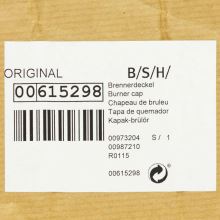 ORIGINAL B/S/H/
00615298
Brennerdeckel
Burner cap
Chapeau de bruleu
Tapa de quemador
Kapak-brülör
00973204 S / 1
00987210
R0115
00615298